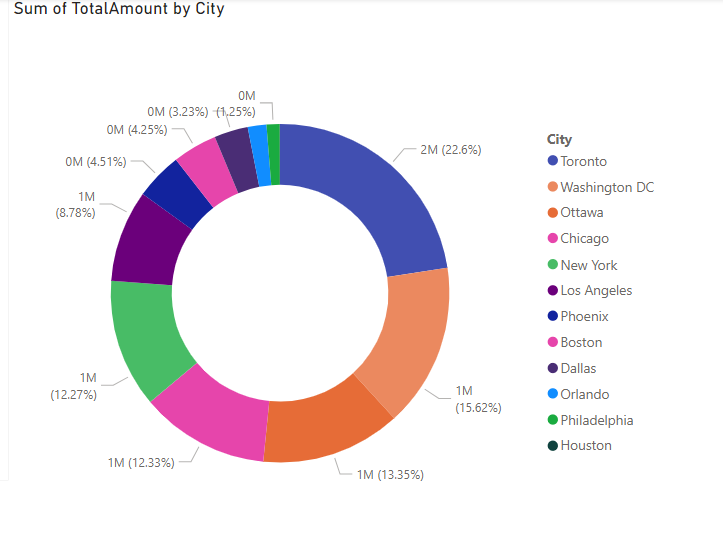 Sum of TotalAmount by City
0M
(1.25%)
0M (3.23%)
0M (4.25%)
0M (4.51%)
1M
(8.78%)
1M
(12.27%)
1M (12.33%)
1M (13.35%)
1M
(15.62%)
2M (22.6%)
City
Toronto
Washington DC
Ottawa
Chicago
New York
Los Angeles
Phoenix
Boston
Dallas
Orlando
Philadelphia
Houston